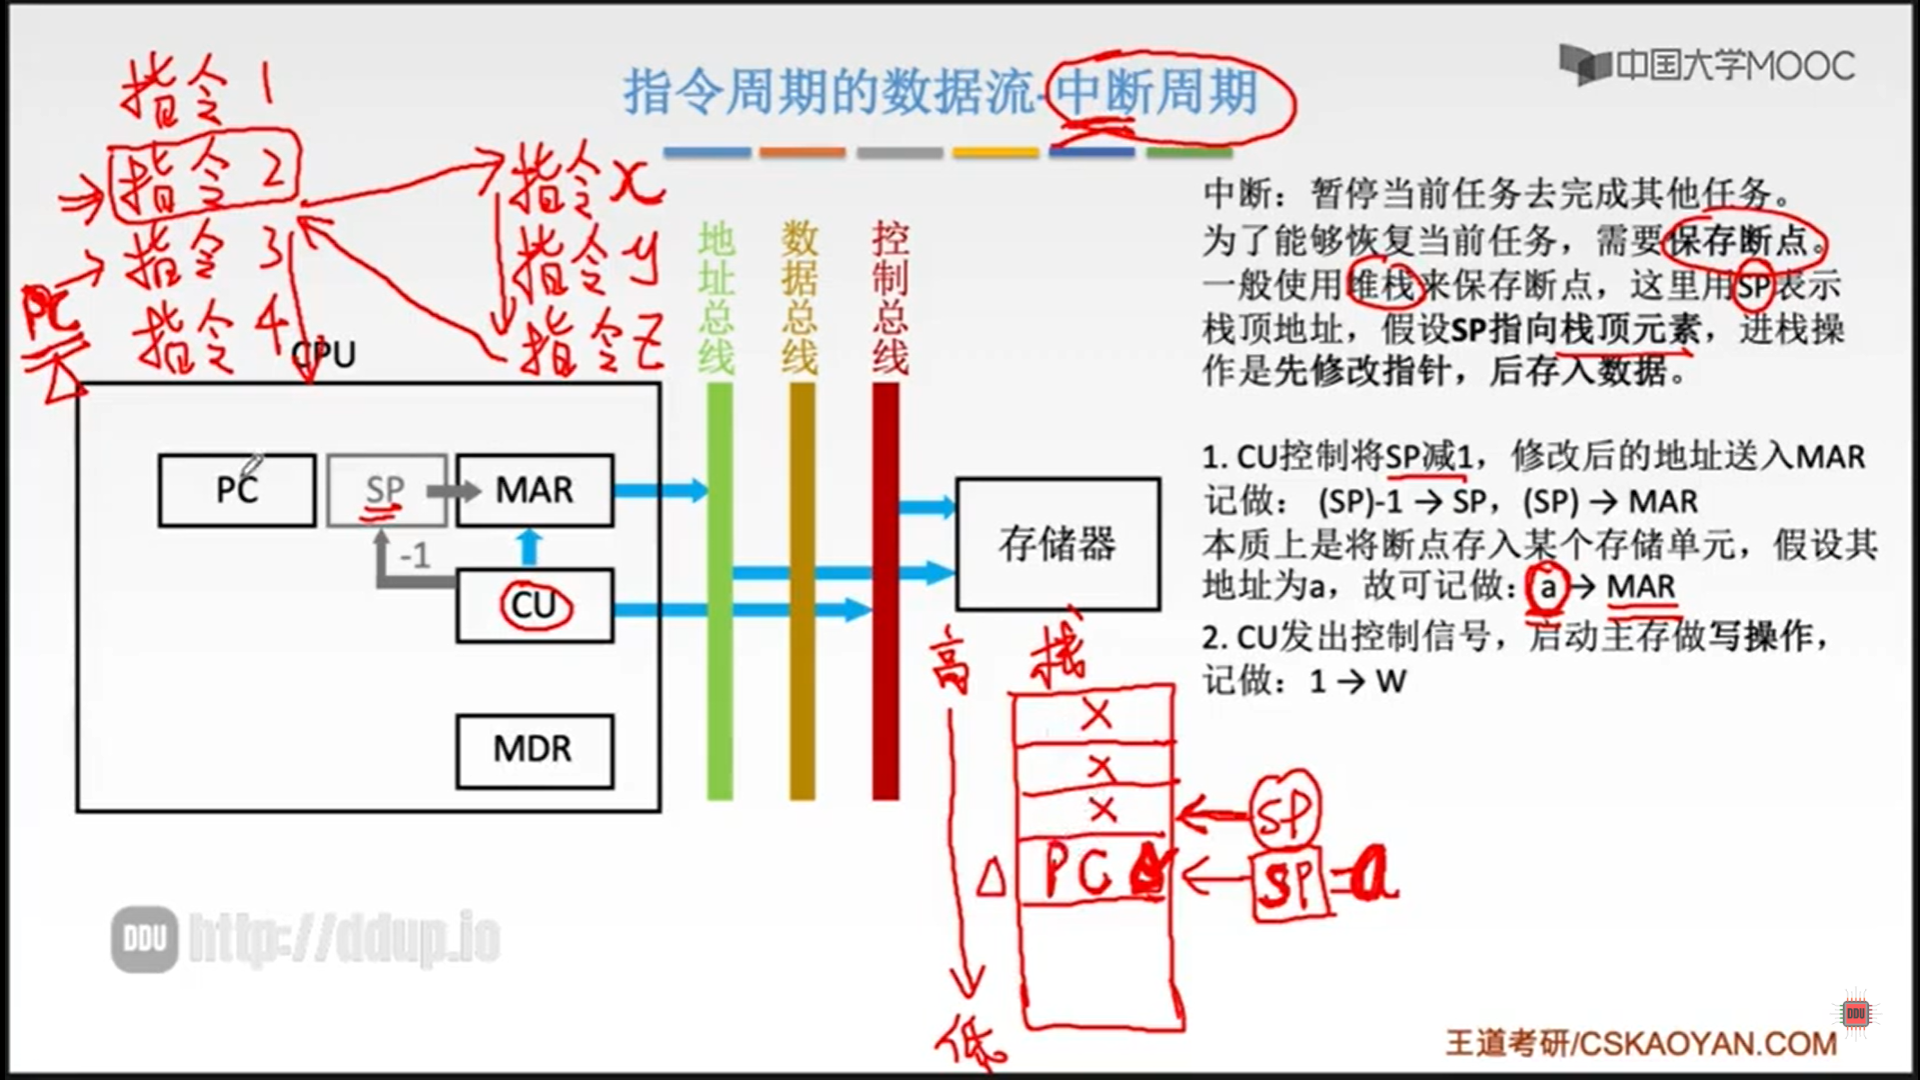 指令周期的数据流-中断周期
中国大学MOOC
指令1
指令2
指令3
指令4
PC
指令x
指令y
指令z
地址总线
数据总线
控制总线
CPU
PC
SP
MAR
-1
CU
MDR
存储器
中断：暂停当前任务去完成其他任务。
为了能够恢复当前任务，需要保存断点。
一般使用堆栈来保存断点，这里用SP表示
栈顶地址，假设SP指向栈顶元素，进栈操
作是先修改指针，后存入数据。
1. CU控制将SP减1，修改后的地址送入MAR
记做： (SP)-1 → SP，(SP) → MAR
本质上是将断点存入某个存储单元，假设其
地址为a，故可记做：a → MAR
2. CU发出控制信号，启动主存做写操作，
记做：1 → W
高
栈
x
x
x
SP
△ PC
SP=a
低
DDU http://ddup.io
DDU
王道考研/CSKAOYAN.COM